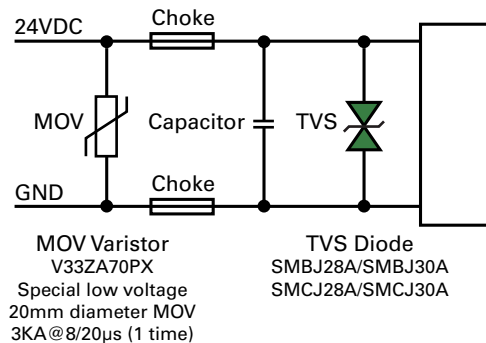 24VDC
Choke
MOV
Capacitor
TVS
GND
Choke
MOV Varistor
V33ZA70PX
Special low voltage
20mm diameter MOV
3KA@8/20µs (1 time)
TVS Diode
SMBJ28A/SMBJ30A
SMCJ28A/SMCJ30A